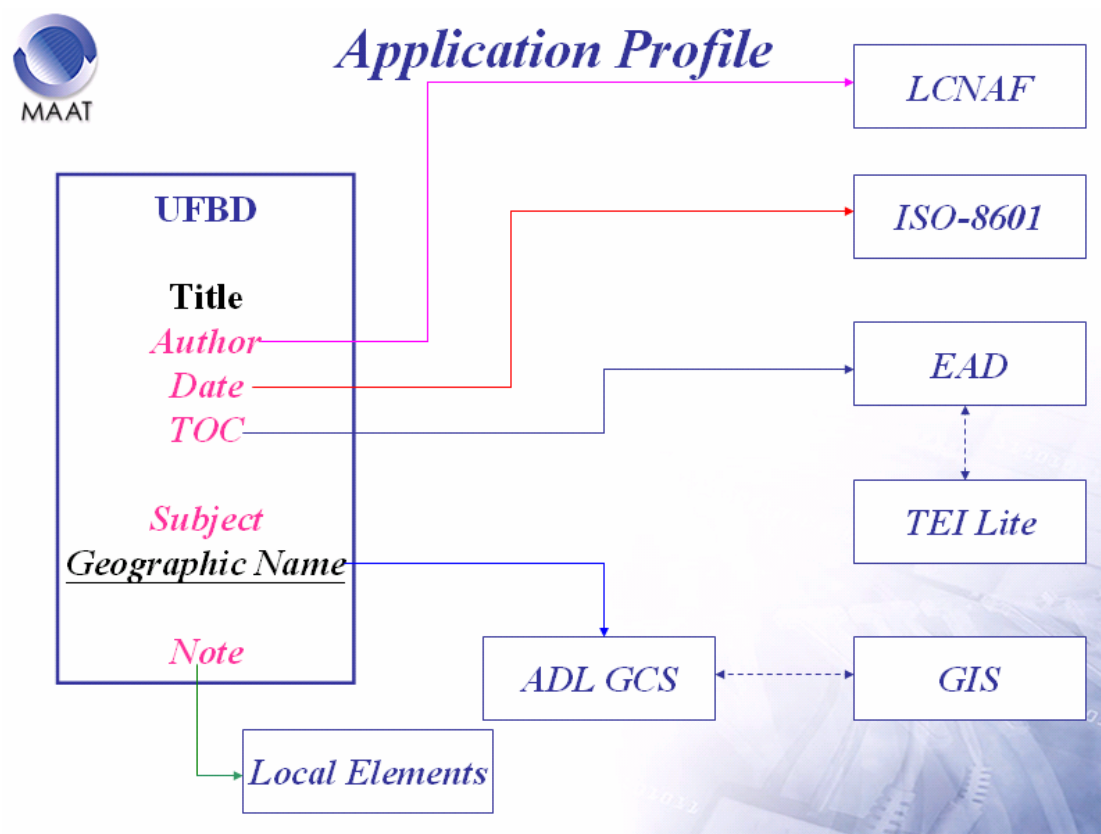 Application Profile
MAAT
LCNAF
UFBD
ISO-8601
Title
Author
Date
TOC
EAD
Subject
Geographic Name
TEI Lite
Note
ADL GCS
GIS
Local Elements